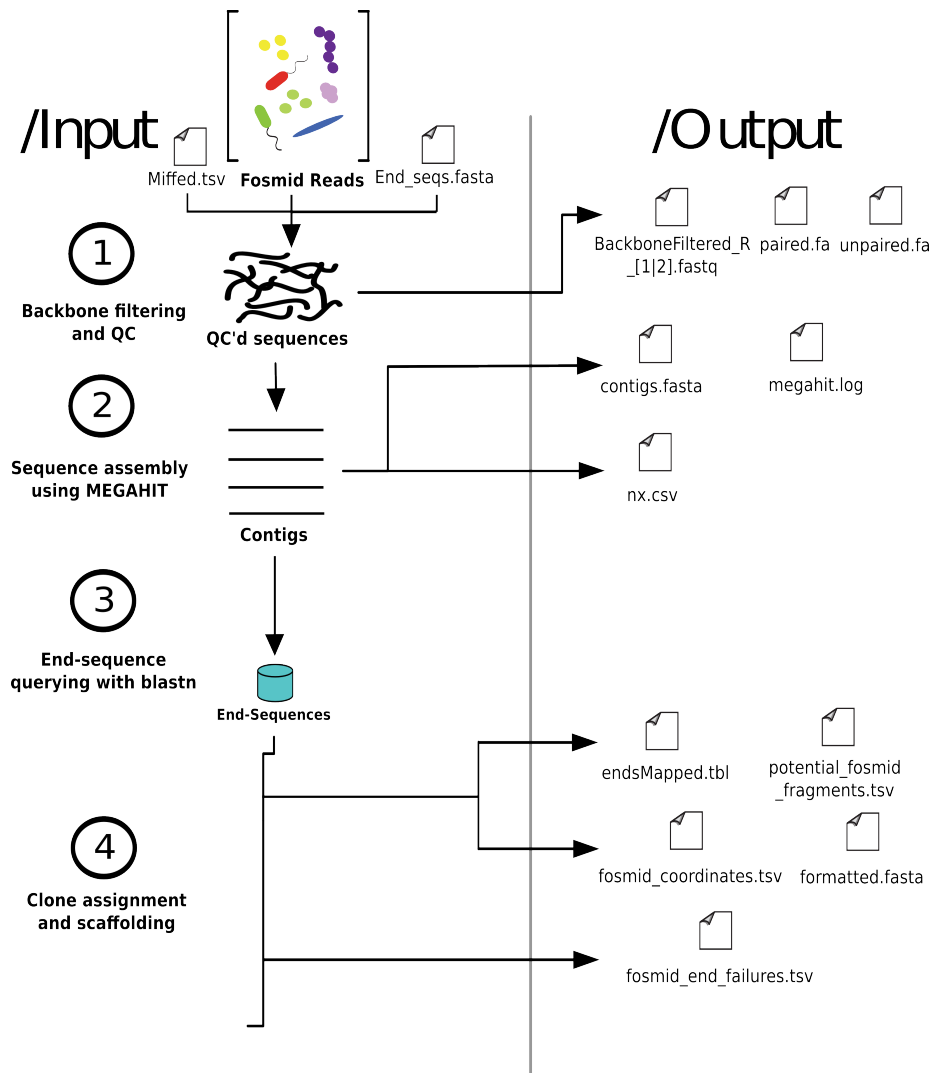 /Input
/Output
Miffed.tsv
Fosmid Reads
End_seqs.fasta
1
Backbone filtering
and QC
QC'd sequences
BackboneFiltered_R
_[1|2].fastq
paired.fa
unpaired.fa
2
Sequence assembly
using MEGAHIT
Contigs
contigs.fasta
megahit.log
nx.csv
3
End-sequence
querying with blastn
End-Sequences
4
Clone assignment
and scaffolding
endsMapped.tbl
potential_fosmid
_fragments.tsv
fosmid_coordinates.tsv
formatted.fasta
fosmid_end_failures.tsv